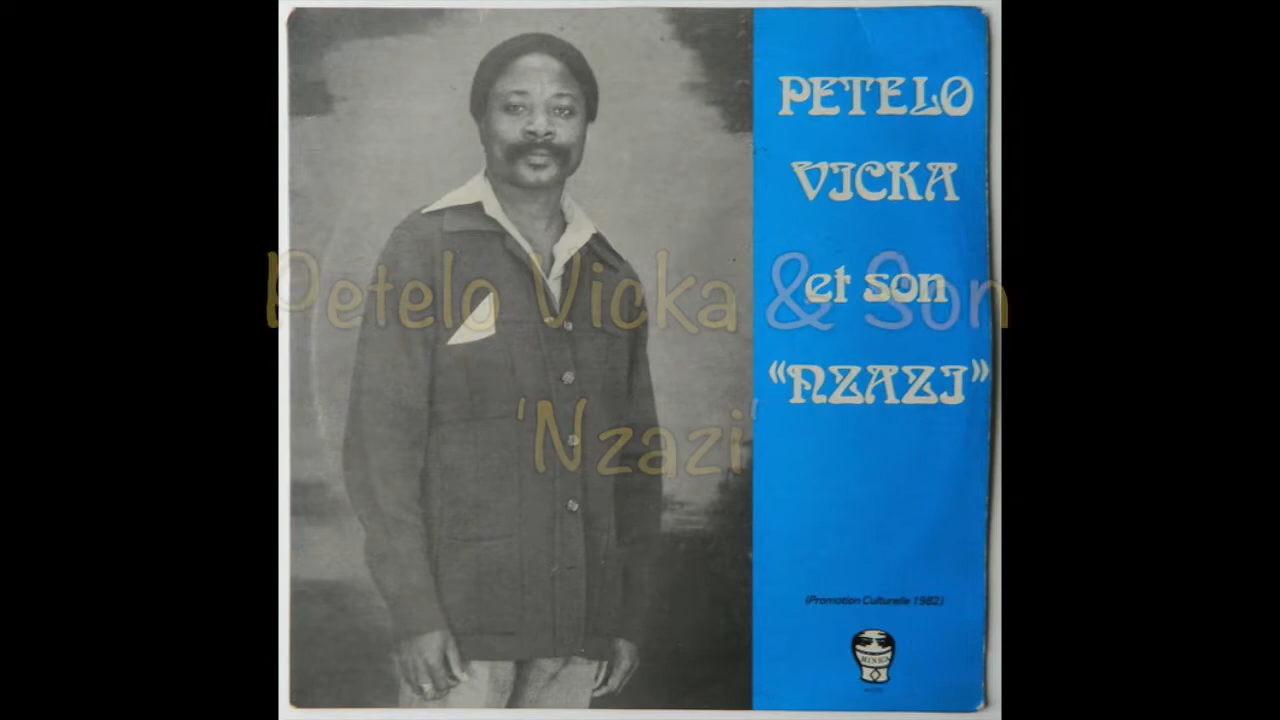 PETELO
VICKA
et son
«NZAZI»
Petelo Vicka & Son
'Nzazi'
(Promotion Culturelle 1982)